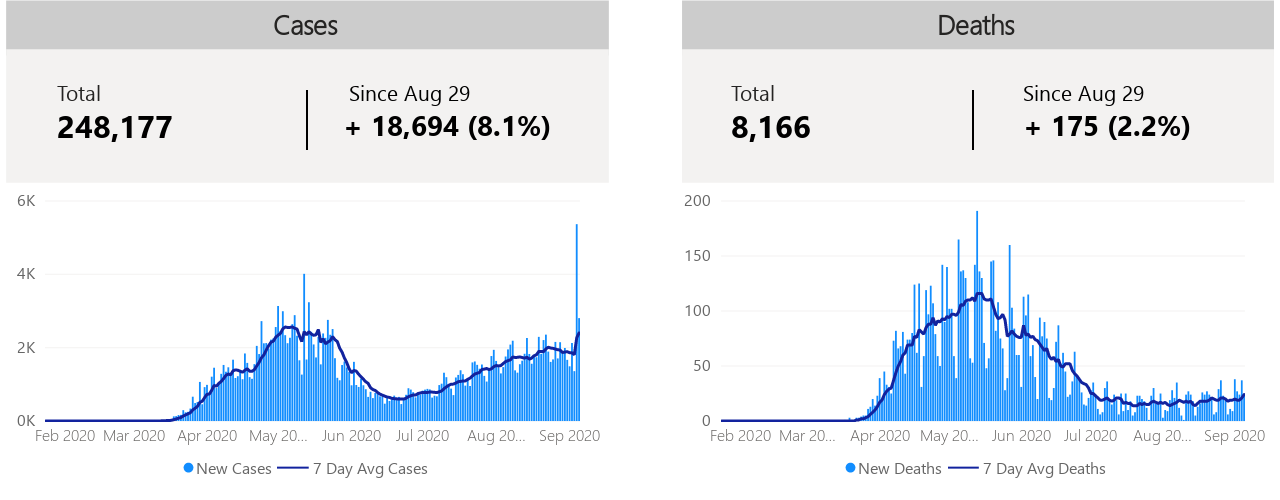 Cases
Total
248,177
Since Aug 29
+ 18,694 (8.1%)
6K
4K
2K
0K
Feb 2020 Mar 2020 Apr 2020 May 20... Jun 2020 Jul 2020 Aug 20... Sep 2020
New Cases 7 Day Avg Cases
Deaths
Total
8,166
Since Aug 29
+ 175 (2.2%)
200
150
100
50
0
Feb 2020 Mar 20... Apr 2020 May 20... Jun 2020 Jul 2020 Aug 20... Sep 2020
New Deaths 7 Day Avg Deaths